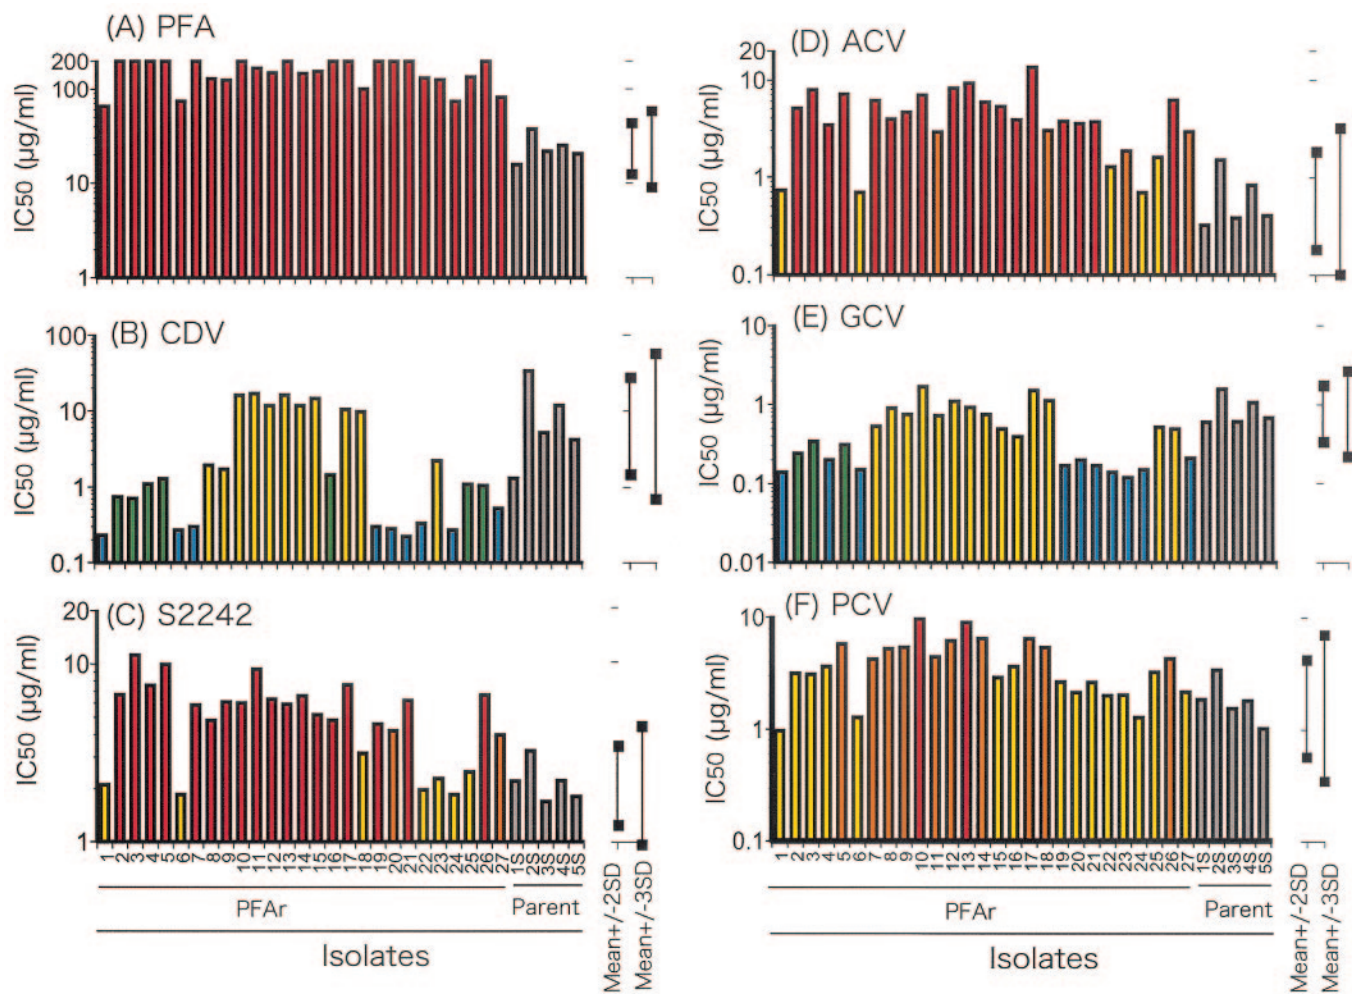 (A) PFA
IC50 (µg/ml)
200
100
10
1
(B) CDV
IC50 (µg/ml)
100
10
1
0.1
(C) S2242
IC50 (µg/ml)
20
10
1
1 2 3 4 5 6 7 8 9 10 11 12 13 14 15 16 17 18 19 20 21 22 23 24 25 26 27 1S 2S 3S 4S 5S
PFAr
Parent
Isolates
Mean+/-2SD
Mean+/-3SD
(D) ACV
IC50 (µg/ml)
20
10
1
0.1
(E) GCV
IC50 (µg/ml)
10
1
0.1
0.01
(F) PCV
IC50 (µg/ml)
10
1
0.1
1 2 3 4 5 6 7 8 9 10 11 12 13 14 15 16 17 18 19 20 21 22 23 24 25 26 27 1S 2S 3S 4S 5S
PFAr
Parent
Isolates
Mean+/-2SD
Mean+/-3SD